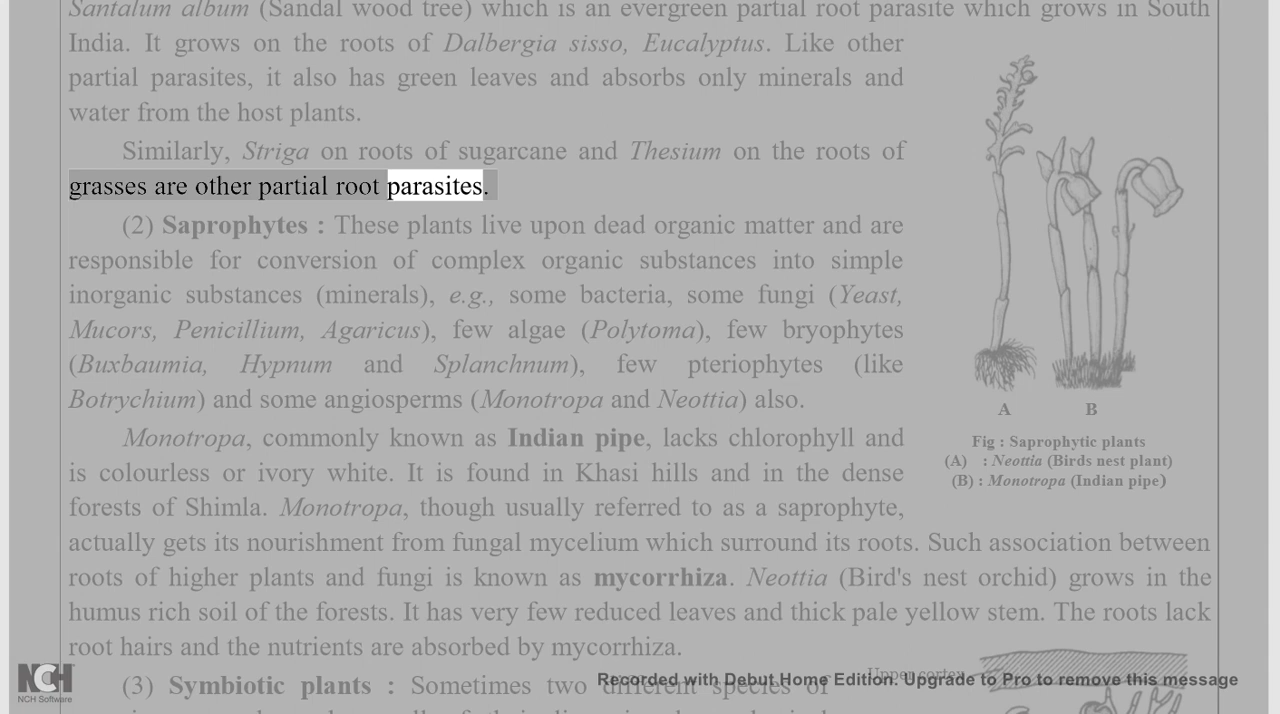 Santalum album (Sandal wood tree) which is an evergreen partial root parasite which grows in South
India. It grows on the roots of Dalbergia sisso, Eucalyptus. Like other
partial parasites, it also has green leaves and absorbs only minerals and
water from the host plants.
Similarly, Striga on roots of sugarcane and Thesium on the roots of
grasses are other partial root parasites.
(2) Saprophytes : These plants live upon dead organic matter and are
responsible for conversion of complex organic substances into simple
inorganic substances (minerals), e.g., some bacteria, some fungi (Yeast,
Mucors, Penicillium, Agaricus), few algae (Polytoma), few bryophytes
(Buxbaumia, Hypnum and Splanchnum), few pteriophytes (like
Botrychium) and some angiosperms (Monotropa and Neottia) also.
A B
Fig : Saprophytic plants
(A) : Neottia (Birds nest plant)
(B) : Monotropa (Indian pipe)
Monotropa, commonly known as Indian pipe, lacks chlorophyll and
is colourless or ivory white. It is found in Khasi hills and in the dense
forests of Shimla. Monotropa, though usually referred to as a saprophyte,
actually gets its nourishment from fungal mycelium which surround its roots. Such association between
roots of higher plants and fungi is known as mycorrhiza. Neottia (Bird's nest orchid) grows in the
humus rich soil of the forests. It has very few reduced leaves and thick pale yellow stem. The roots lack
root hairs and the nutrients are absorbed by mycorrhiza.
(3) Symbiotic plants : Sometimes two different species of
Upper cortex
Recorded with Debut Home Edition. Upgrade to Pro to remove this message
NCH
NCH Software